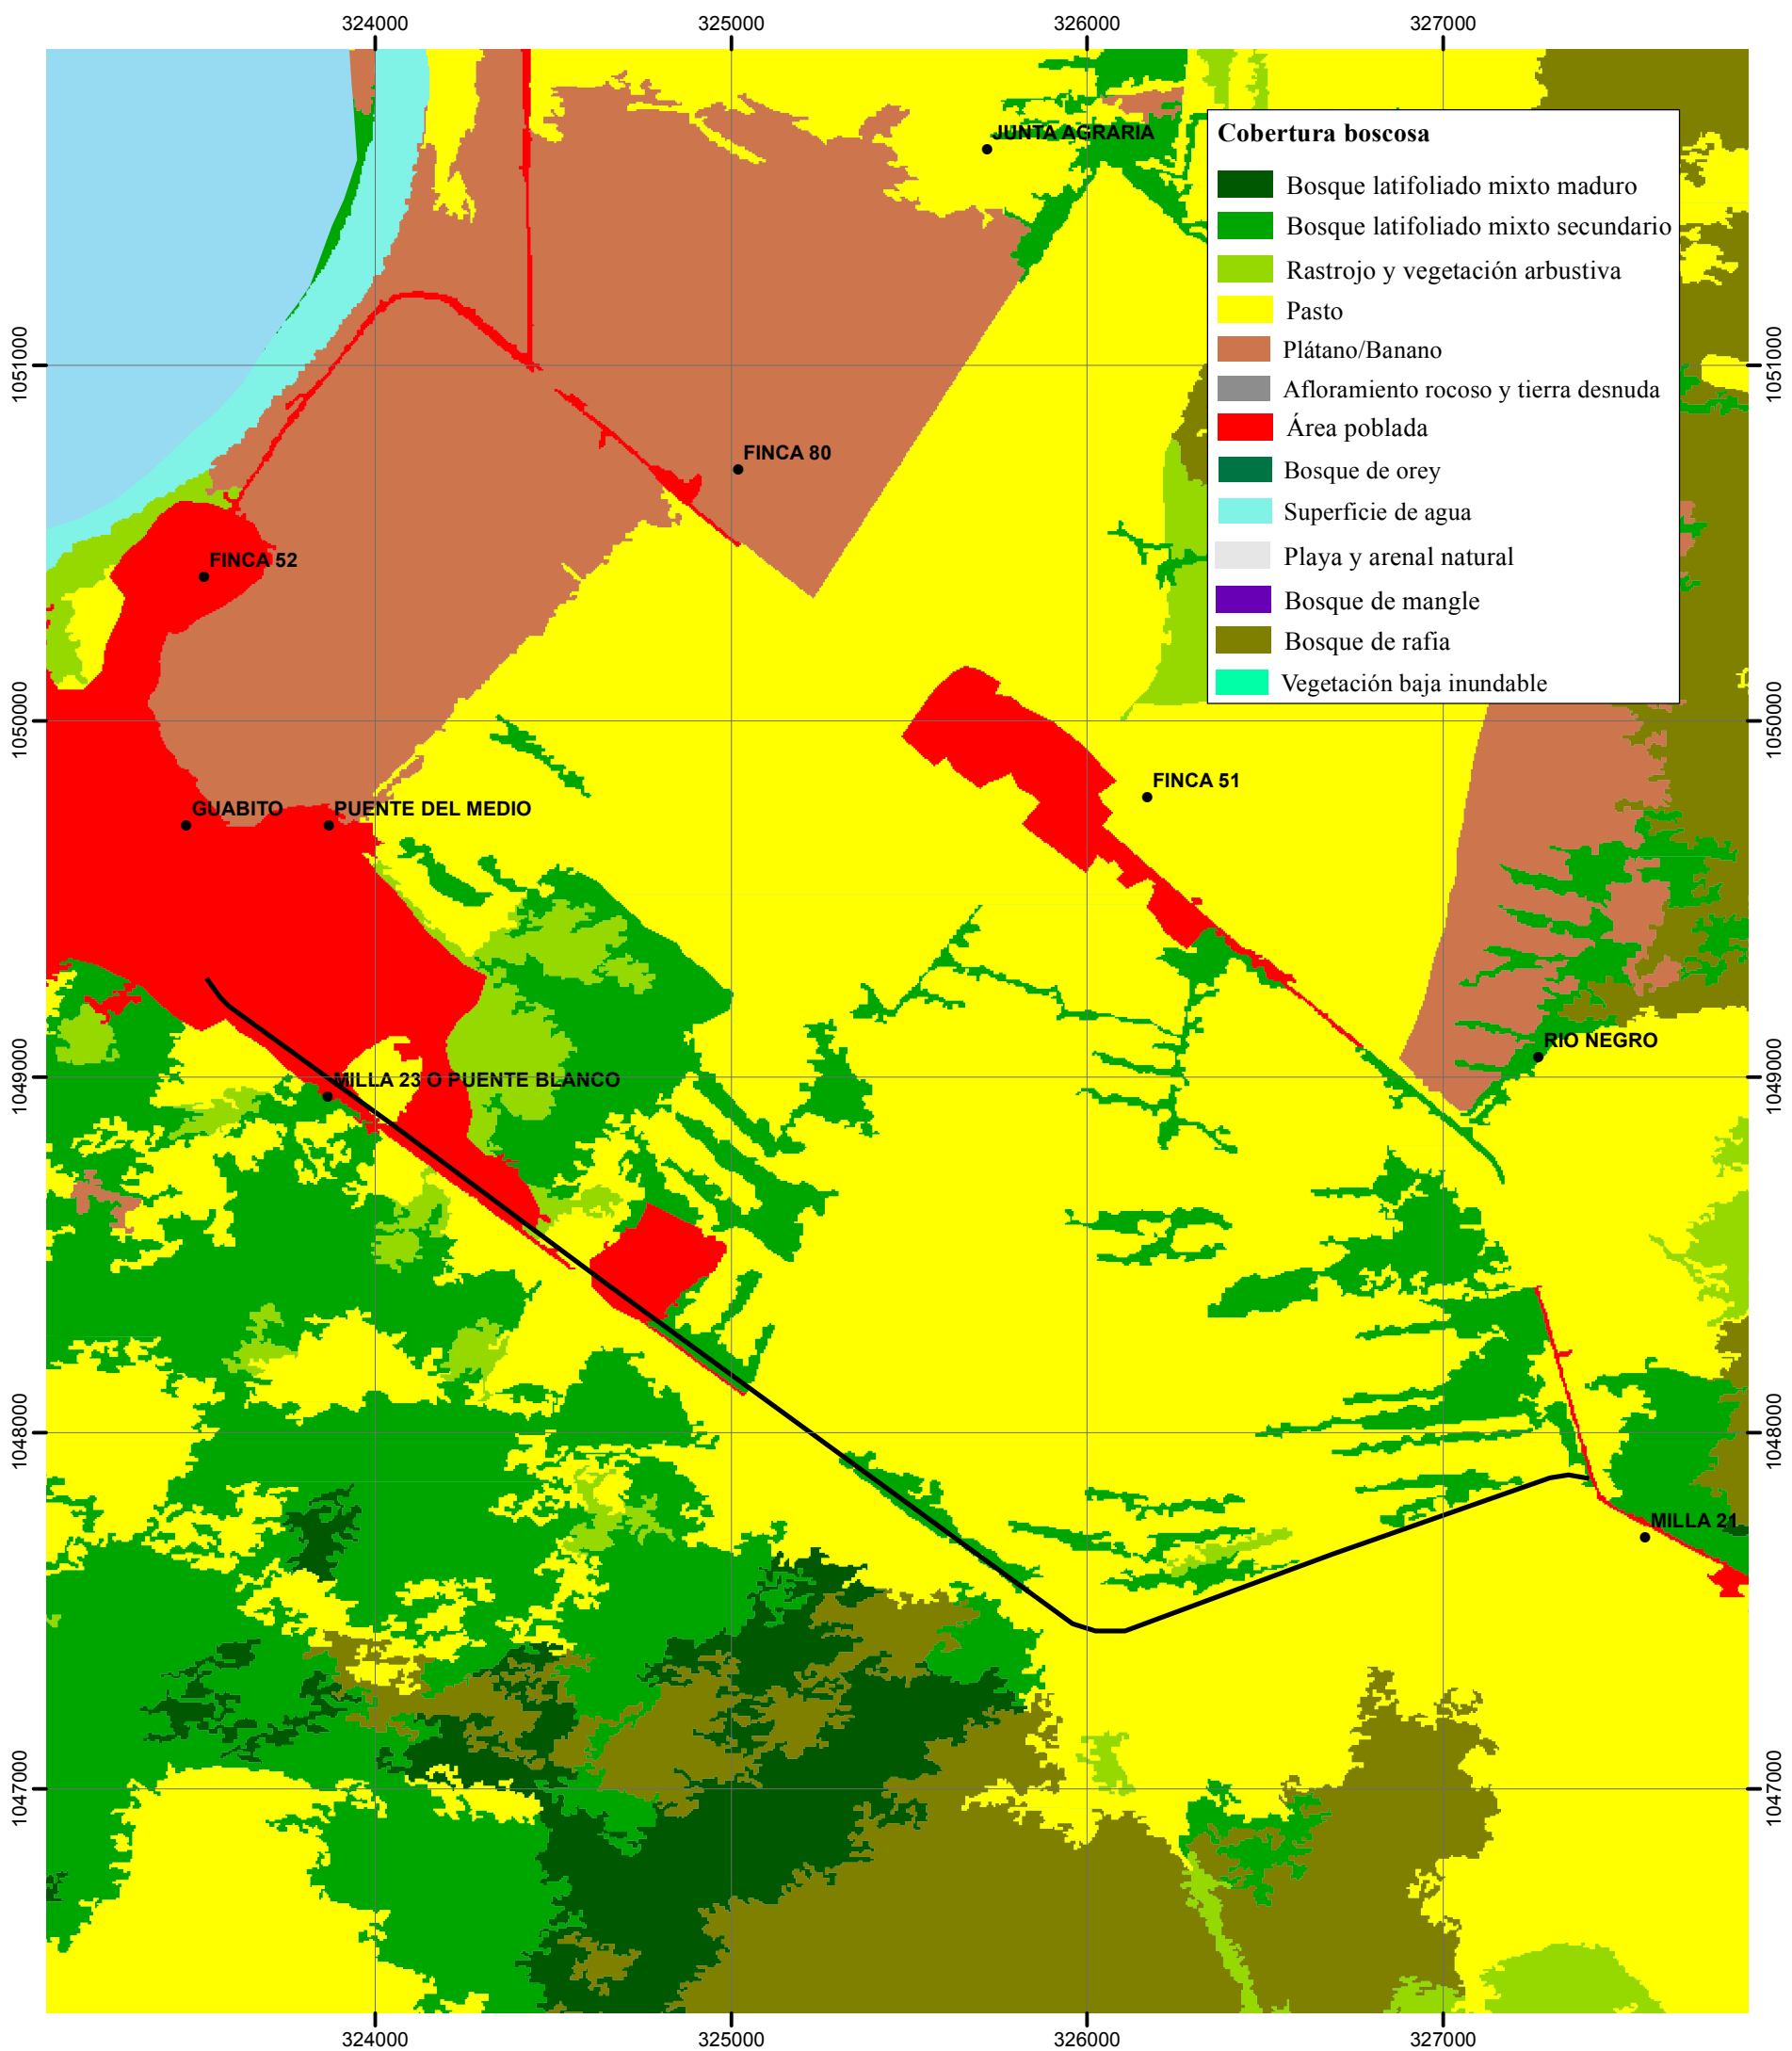 324000 325000 326000 327000
JUNTA AGRARIA
Cobertura boscosa
Bosque latifoliado mixto maduro
Bosque latifoliado mixto secundario
Rastrojo y vegetación arbustiva
Pasto
Plátano/Banano
Afloramiento rocoso y tierra desnuda
Área poblada
Bosque de orey
Superficie de agua
Playa y arenal natural
Bosque de mangle
Bosque de rafia
Vegetación baja inundable
1051000 1051000
FINCA 80
FINCA 52
1050000 1050000
FINCA 51
GUABITO PUENTE DEL MEDIO
RIO NEGRO
1049000 1049000
MILLA 23 O PUENTE BLANCO
1048000 1048000
MILLA 21
1047000 1047000
324000 325000 326000 327000